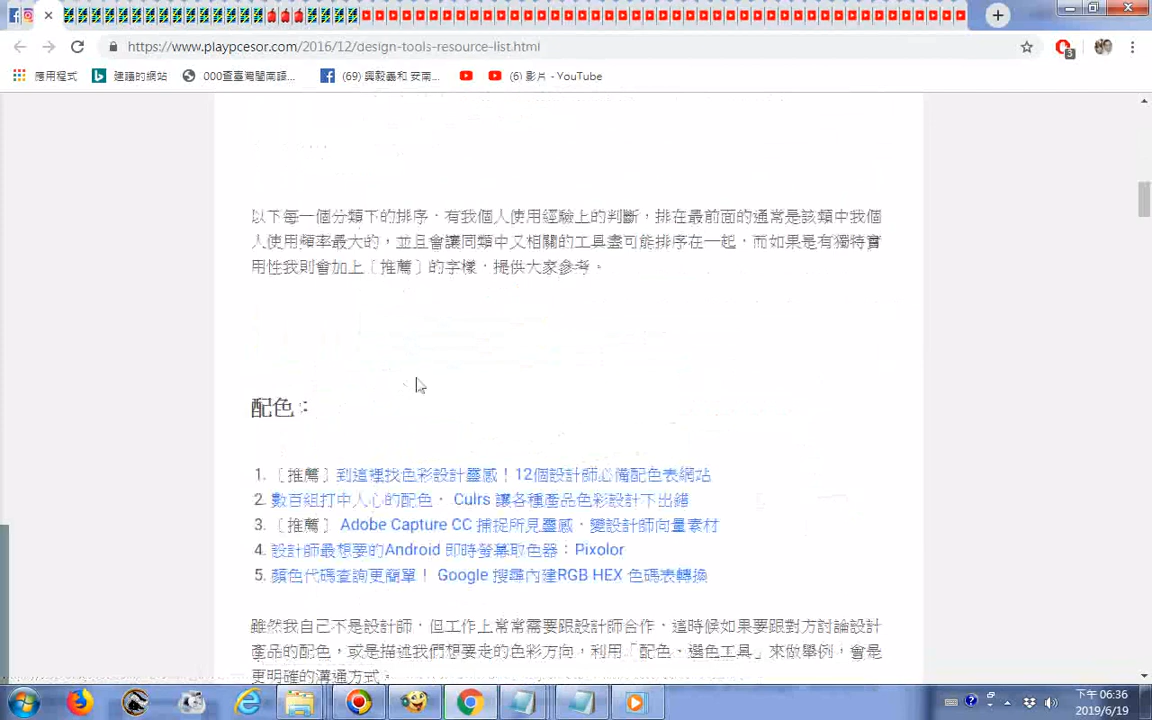 https://www.playpcesor.com/2016/12/design-tools-resource-list.html
3
應用程式
建議的網站
000查臺灣閩南語...
(69) 興毅義和 安南...
(6) 影片 - YouTube
以下每一個分類下的排序，有我個人使用經驗上的判斷，排在最前面的通常是該類中我個
人使用頻率最大的，並且會讓同類中又相關的工具盡可能排序在一起，而如果是有獨特實
用性我則會加上〔推薦〕的字樣，提供大家參考。
配色：
1. 〔推薦〕到這裡找色彩設計靈感！12個設計師必備配色表網站
2. 數百組打中人心的配色， Culrs 讓各種產品色彩設計不出錯
3. 〔推薦〕 Adobe Capture CC 捕捉所見靈感，變設計師向量素材
4. 設計師最想要的Android 即時螢幕取色器：Pixolor
5. 顏色代碼查詢更簡單！ Google 搜尋內建RGB HEX 色碼表轉換
雖然我自己不是設計師，但工作上常常需要跟設計師合作，這時候如果要跟對方討論設計
產品的配色，或是描述我們想要走的色彩方向，利用「配色、選色工具」來做舉例，會是
更明確的溝通方式。
下午 06:36
2019/6/19